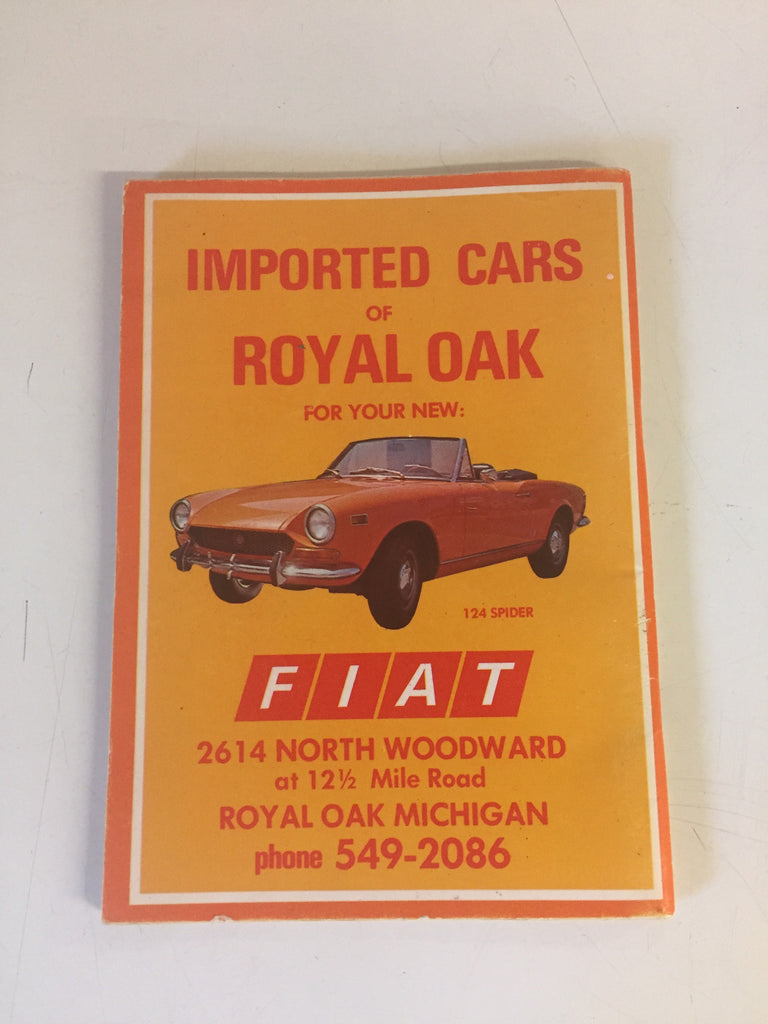 IMPORTED CARS
OF
ROYAL OAK
FOR YOUR NEW:
124 SPIDER
FIAT
2614 NORTH WOODWARD
at 12½ Mile Road
ROYAL OAK MICHIGAN
phone 549-2086